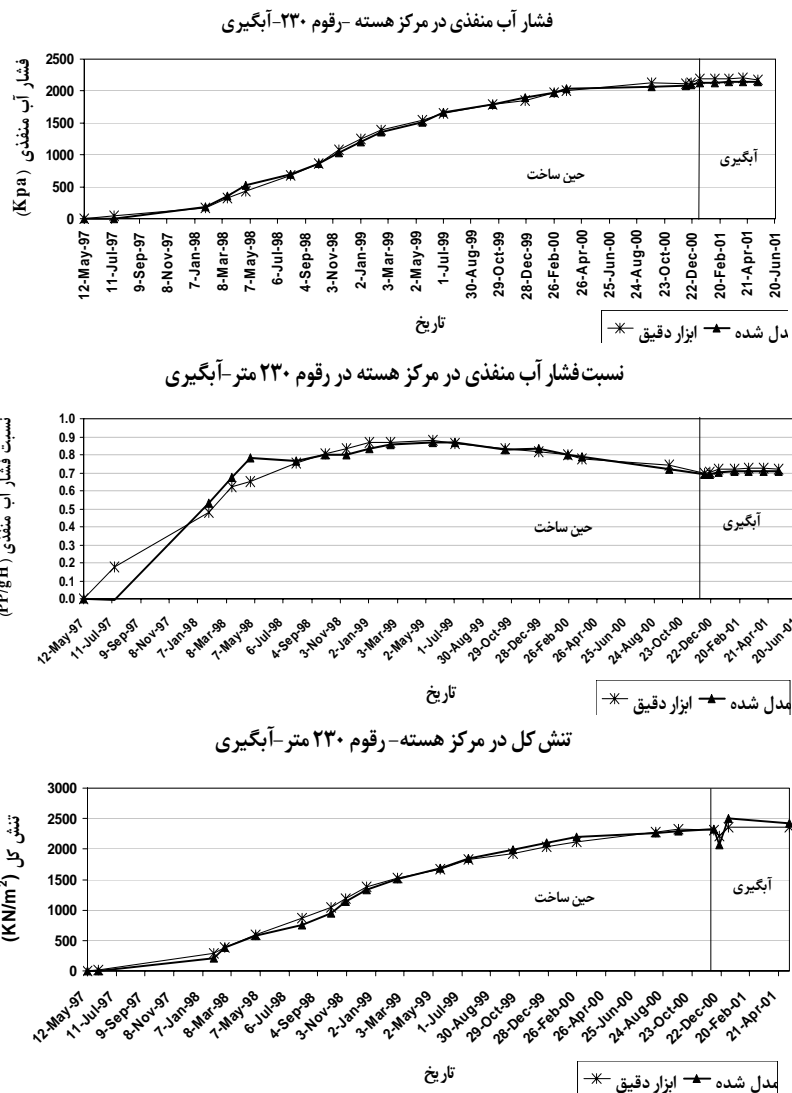 فشار آب منفذی در مرکز هسته -رقوم ۲۳۰-آبگیری
فشار آب منفذی (Kpa)
2500
2000
1500
1000
500
0
حین ساخت
آبگیری
12-May-97
11-Jul-97
9-Sep-97
8-Nov-97
7-Jan-98
8-Mar-98
7-May-98
6-Jul-98
4-Sep-98
3-Nov-98
2-Jan-99
3-Mar-99
2-May-99
1-Jul-99
30-Aug-99
29-Oct-99
28-Dec-99
26-Feb-00
26-Apr-00
25-Jun-00
24-Aug-00
23-Oct-00
22-Dec-00
20-Feb-01
21-Apr-01
20-Jun-01
تاریخ
ابزار دقیق مدل شده
نسبت فشار آب منفذی در مرکز هسته در رقوم ۲۳۰ متر-آبگیری
نسبت فشار آب منفذی (PP/gH)
1.0
0.9
0.8
0.7
0.6
0.5
0.4
0.3
0.2
0.1
0.0
حین ساخت
آبگیری
12-May-97
11-Jul-97
9-Sep-97
8-Nov-97
7-Jan-98
8-Mar-98
7-May-98
6-Jul-98
4-Sep-98
3-Nov-98
2-Jan-99
3-Mar-99
2-May-99
1-Jul-99
30-Aug-99
29-Oct-99
28-Dec-99
26-Feb-00
26-Apr-00
25-Jun-00
24-Aug-00
23-Oct-00
22-Dec-00
20-Feb-01
21-Apr-01
20-Jun-01
تاریخ
ابزار دقیق مدل شده
تنش کل در مرکز هسته- رقوم ۲۳۰ متر-آبگیری
تنش کل (KN/m²)
3000
2500
2000
1500
1000
500
0
حین ساخت
آبگیری
12-May-97
11-Jul-97
9-Sep-97
8-Nov-97
7-Jan-98
8-Mar-98
7-May-98
6-Jul-98
4-Sep-98
3-Nov-98
2-Jan-99
3-Mar-99
2-May-99
1-Jul-99
30-Aug-99
29-Oct-99
28-Dec-99
26-Feb-00
26-Apr-00
25-Jun-00
24-Aug-00
23-Oct-00
22-Dec-00
20-Feb-01
21-Apr-01
تاریخ
ابزار دقیق مدل شده